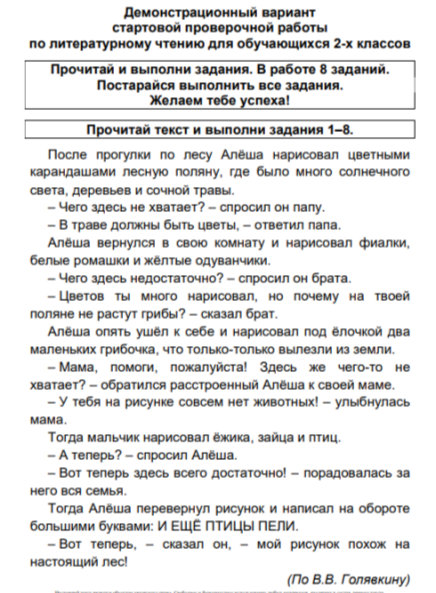 Демонстрационный вариант
стартовой проверочной работы
по литературному чтению для обучающихся 2-х классов
Прочитай и выполни задания. В работе 8 заданий.
Постарайся выполнить все задания.
Желаем тебе успеха!
Прочитай текст и выполни задания 1–8.
После прогулки по лесу Алёша нарисовал цветными
карандашами лесную поляну, где было много солнечного
света, деревьев и сочной травы.
– Чего здесь не хватает? – спросил он папу.
– В траве должны быть цветы, – ответил папа.
Алёша вернулся в свою комнату и нарисовал фиалки,
белые ромашки и жёлтые одуванчики.
– Чего здесь недостаточно? – спросил он брата.
– Цветов ты много нарисовал, но почему на твоей
поляне не растут грибы? – сказал брат.
Алёша опять ушёл к себе и нарисовал под ёлочкой два
маленьких грибочка, что только-только вылезли из земли.
– Мама, помоги, пожалуйста! Здесь же чего-то не
хватает? – обратился расстроенный Алёша к своей маме.
– У тебя на рисунке совсем нет животных! – улыбнулась
мама.
Тогда мальчик нарисовал ёжика, зайца и птиц.
– А теперь? – спросил Алёша.
– Вот теперь здесь всего достаточно! – порадовалась за
него вся семья.
Тогда Алёша перевернул рисунок и написал на обороте
большими буквами: И ЕЩЁ ПТИЦЫ ПЕЛИ.
– Вот теперь, – сказал он, – мой рисунок похож на
настоящий лес!
(По В.В. Голявкину)